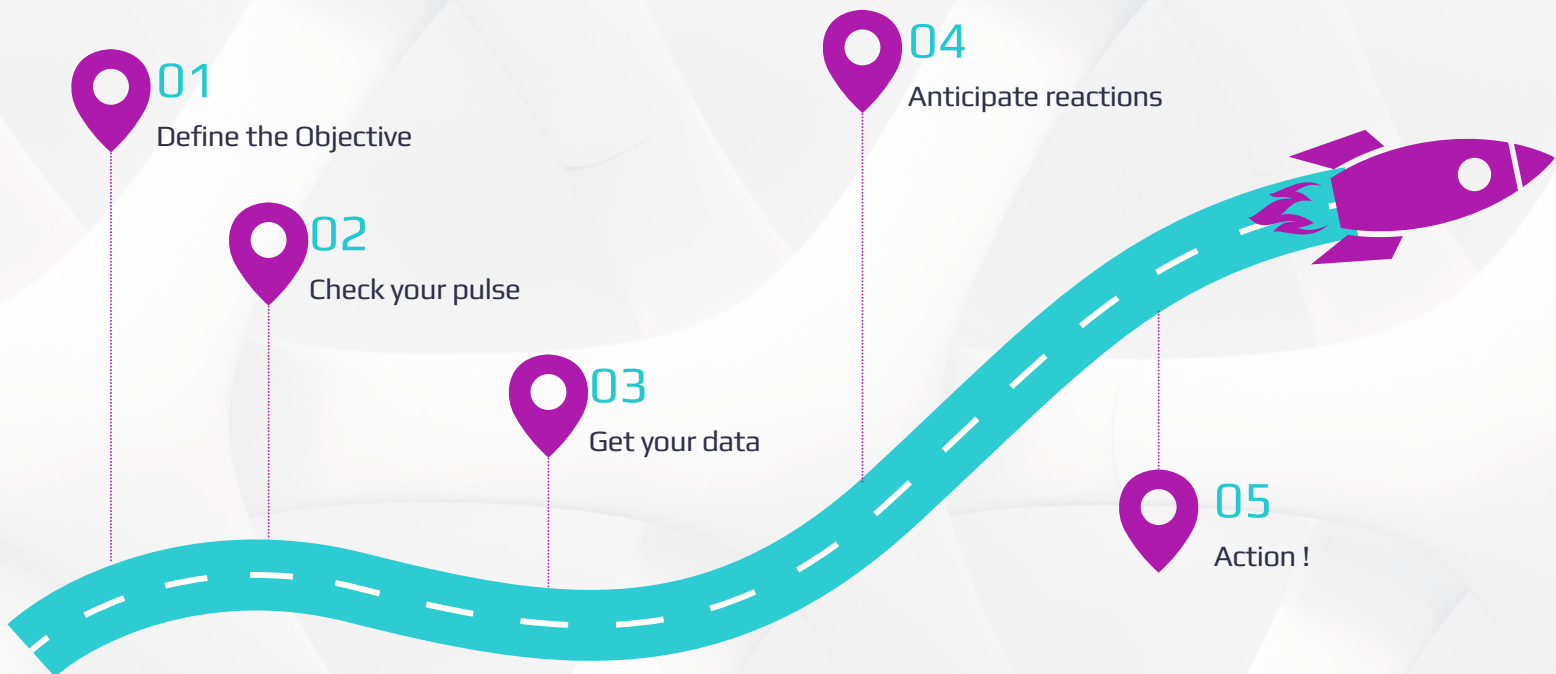 01
Define the Objective
02
Check your pulse
03
Get your data
04
Anticipate reactions
05
Action !